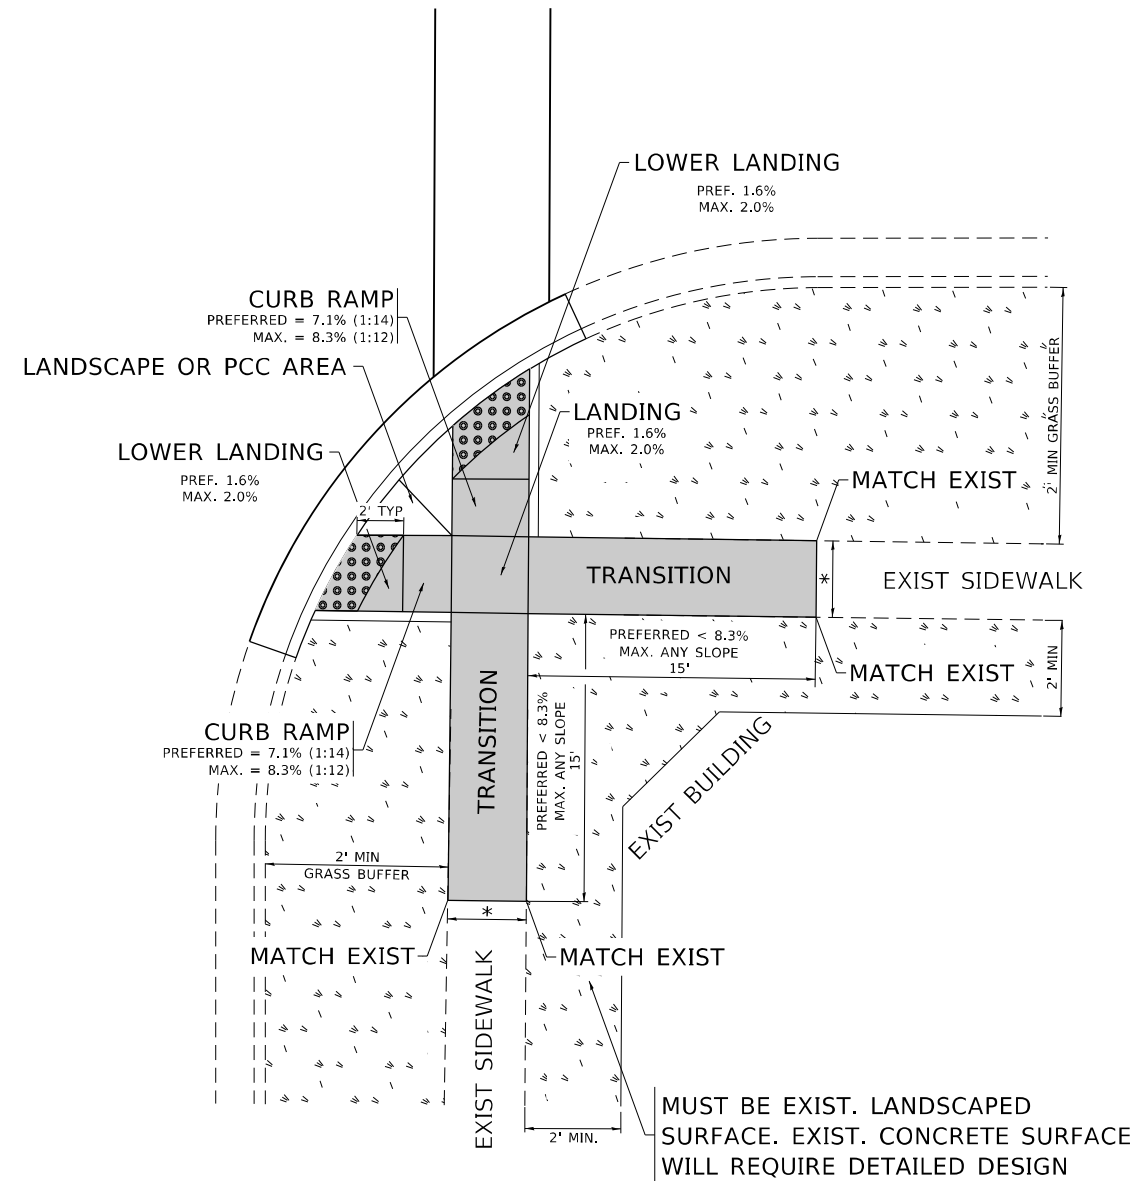 LOWER LANDING
PREF. 1.6%
MAX. 2.0%
CURB RAMP
PREFERRED = 7.1% (1:14)
MAX. = 8.3% (1:12)
LANDSCAPE OR PCC AREA
LANDING
PREF. 1.6%
MAX. 2.0%
2' MIN GRASS BUFFER
LOWER LANDING
PREF. 1.6%
MAX. 2.0%
2' TYP
MATCH EXIST
TRANSITION
*
EXIST SIDEWALK
PREFERRED < 8.3%
MAX. ANY SLOPE
15'
MATCH EXIST
2' MIN
CURB RAMP
PREFERRED = 7.1% (1:14)
MAX. = 8.3% (1:12)
TRANSITION
PREFERRED < 8.3%
MAX. ANY SLOPE
15'
EXIST BUILDING
2' MIN
GRASS BUFFER
*
MATCH EXIST
MATCH EXIST
EXIST SIDEWALK
2' MIN.
MUST BE EXIST. LANDSCAPED
SURFACE. EXIST. CONCRETE SURFACE
WILL REQUIRE DETAILED DESIGN